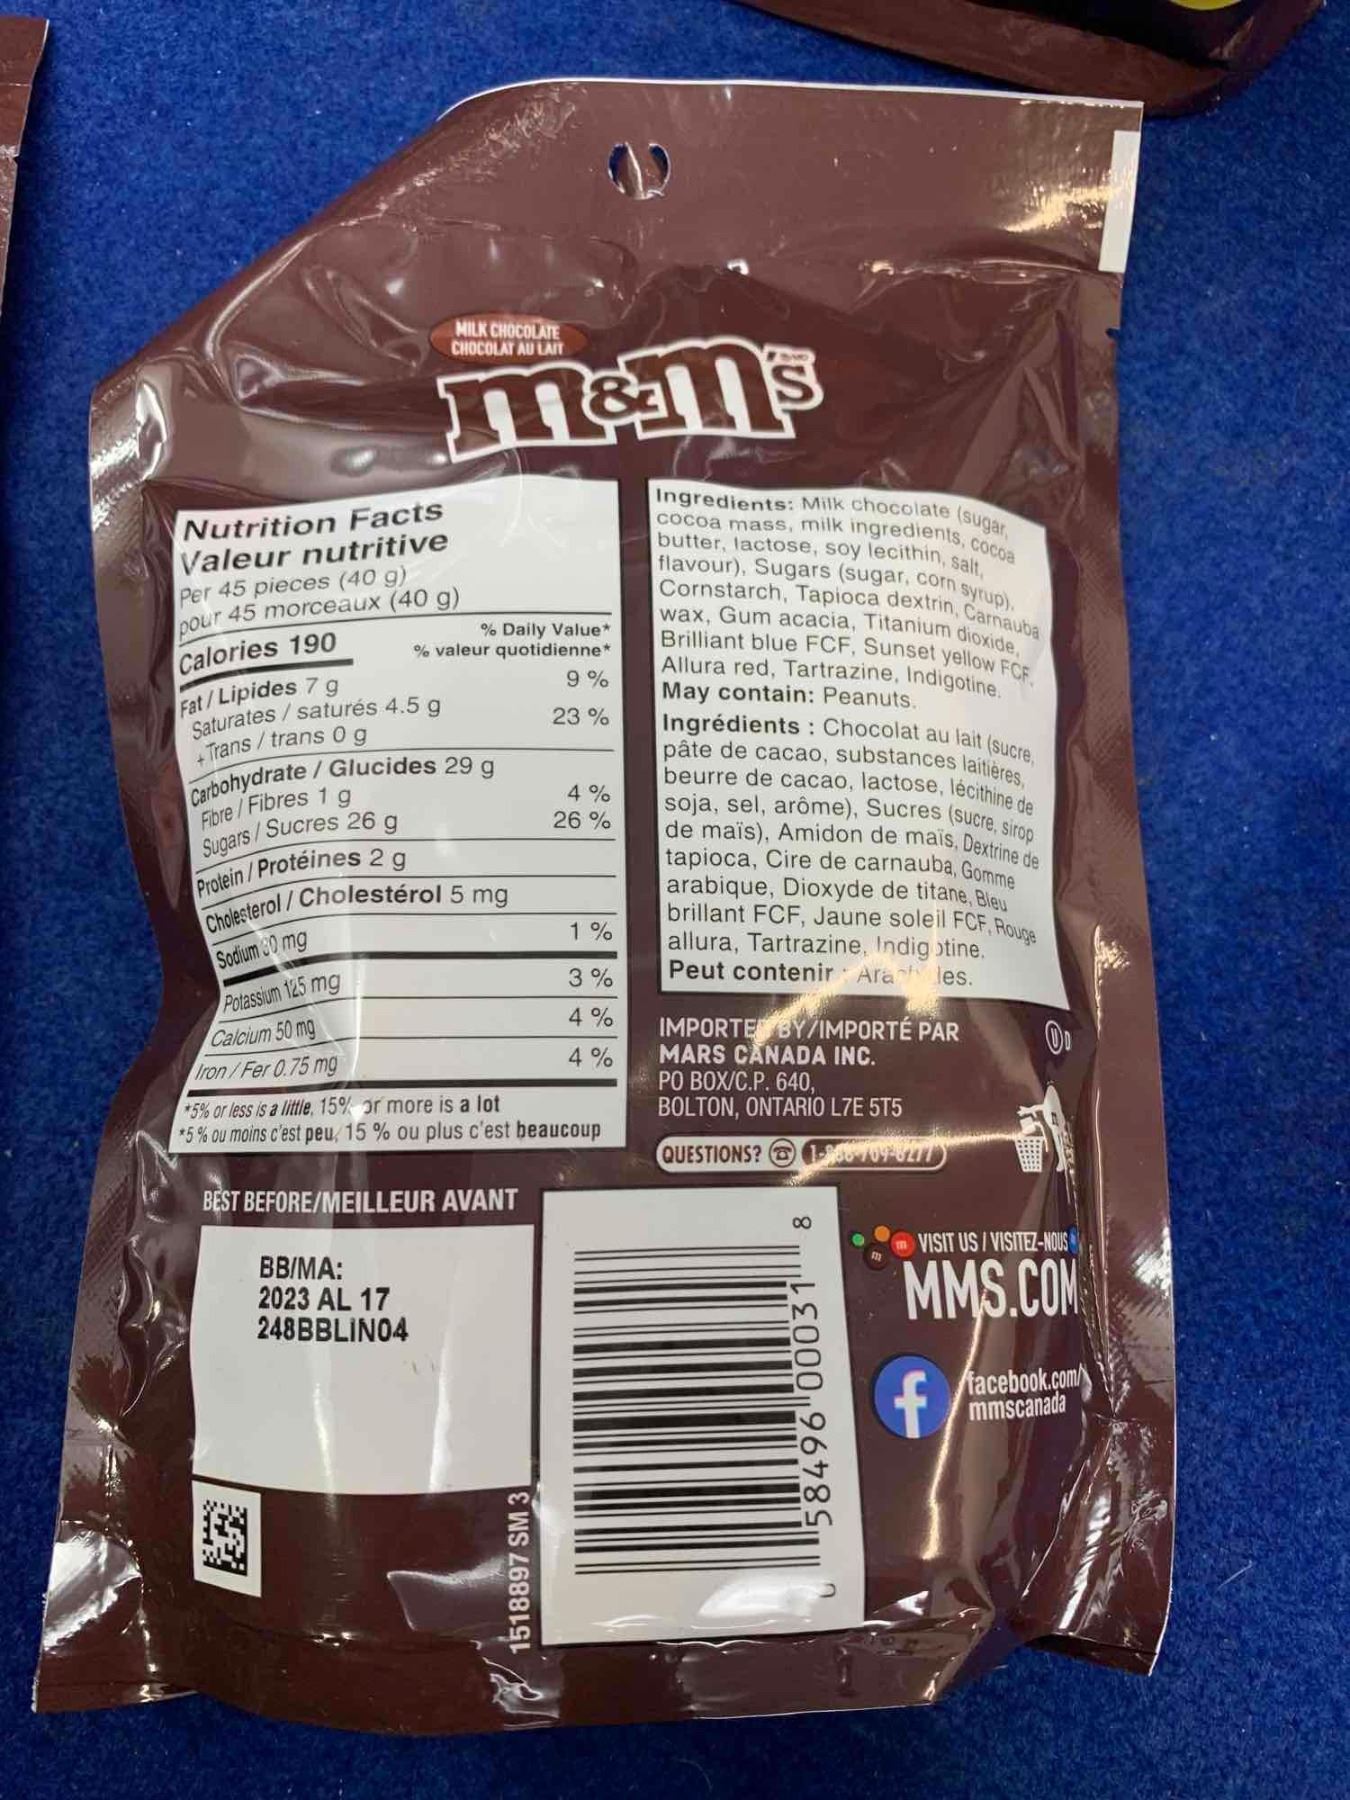 MILK CHOCOLATE
CHOCOLAT AU LAIT
m&m's
Nutrition Facts
Valeur nutritive
Per 45 pieces (40 g)
pour 45 morceaux (40 g)
Calories 190
% Daily Value*
% valeur quotidienne*
Fat / Lipides 7 g 9 %
Saturates / saturés 4.5 g
+ Trans / trans 0 g 23 %
Carbohydrate / Glucides 29 g
Fibre / Fibres 1 g 4 %
Sugars / Sucres 26 g 26 %
Protein / Protéines 2 g
Cholesterol / Cholestérol 5 mg
Sodium 30 mg 1 %
Potassium 125 mg 3 %
Calcium 50 mg 4 %
Iron / Fer 0.75 mg 4 %
*5% or less is a little, 15% or more is a lot
*5 % ou moins c'est peu, 15 % ou plus c'est beaucoup
Ingredients: Milk chocolate (sugar,
cocoa mass, milk ingredients, cocoa
butter, lactose, soy lecithin, salt,
flavour), Sugars (sugar, corn syrup),
Cornstarch, Tapioca dextrin, Carnauba
wax, Gum acacia, Titanium dioxide,
Brilliant blue FCF, Sunset yellow FCF,
Allura red, Tartrazine, Indigotine.
May contain: Peanuts.
Ingrédients : Chocolat au lait (sucre,
pâte de cacao, substances laitières,
beurre de cacao, lactose, lécithine de
soja, sel, arôme), Sucres (sucre, sirop
de maïs), Amidon de maïs, Dextrine de
tapioca, Cire de carnauba, Gomme
arabique, Dioxyde de titane, Bleu
brillant FCF, Jaune soleil FCF, Rouge
allura, Tartrazine, Indigotine.
Peut contenir : Arachides.
IMPORTED BY/IMPORTÉ PAR
MARS CANADA INC.
PO BOX/C.P. 640,
BOLTON, ONTARIO L7E 5T5
U D
QUESTIONS?
BEST BEFORE/MEILLEUR AVANT
BB/MA:
2023 AL 17
248BBLIN04
1518897 SM 3
0 58496 00031 8
VISIT US / VISITEZ-NOUS
MMS.COM
facebook.com/
mmscanada